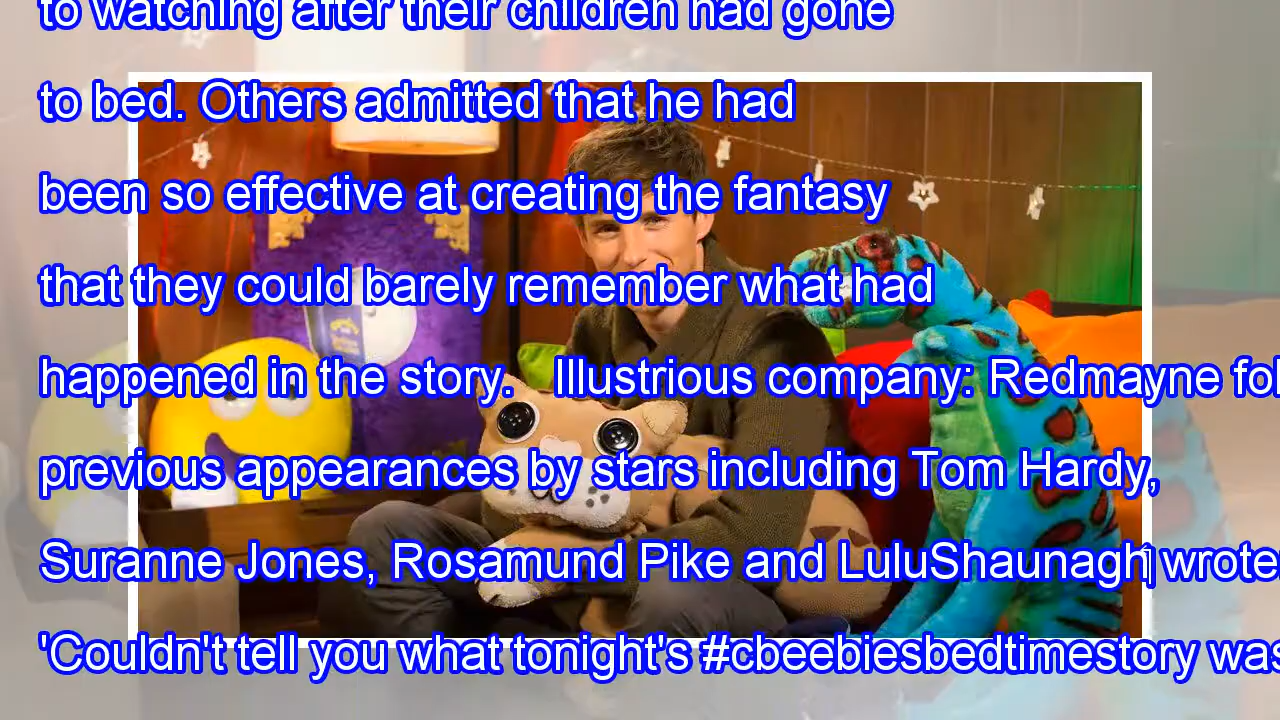 to watching after their children had gone
to bed. Others admitted that he had
been so effective at creating the fantasy
that they could barely remember what had
happened in the story.   Illustrious company: Redmayne
previous appearances by stars including Tom Hardy,
Suranne Jones, Rosamund Pike and LuluShaunagh wrote
'Couldn't tell you what tonight's #cbeebiesbedtimestory was